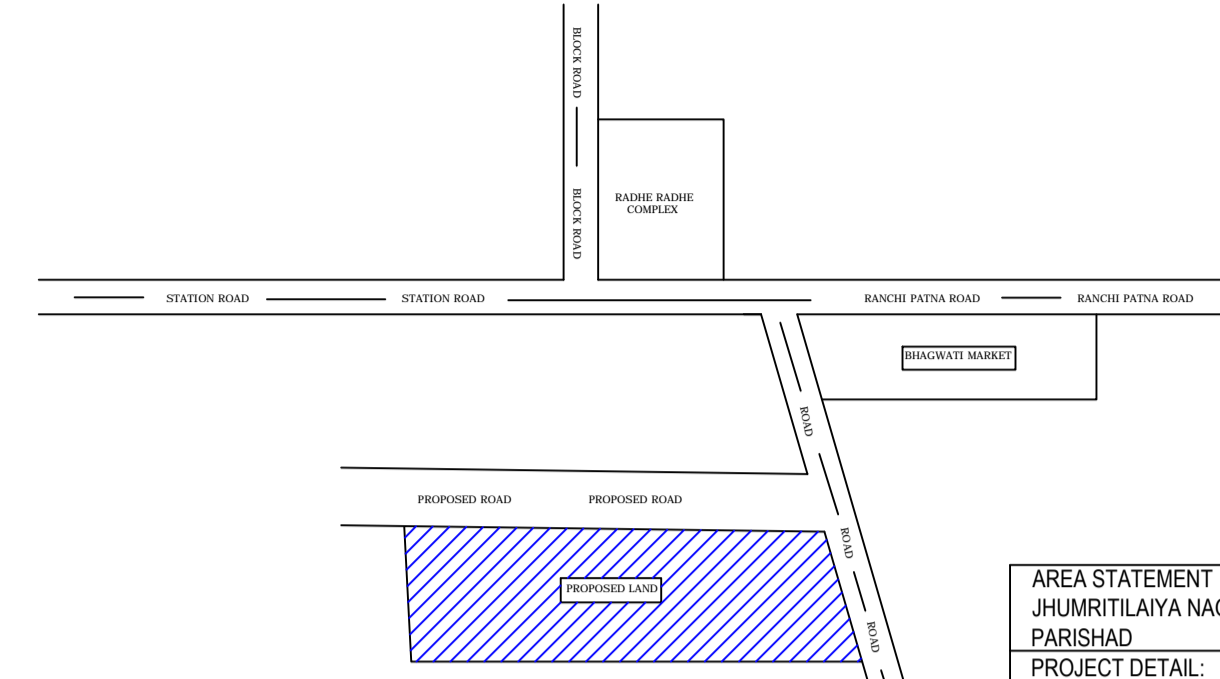 BLOCK ROAD
BLOCK ROAD
RADHE RADHE
COMPLEX
STATION ROAD
STATION ROAD
RANCHI PATNA ROAD
RANCHI PATNA ROAD
BHAGWATI MARKET
ROAD
PROPOSED ROAD
PROPOSED ROAD
ROAD
PROPOSED LAND
ROAD
AREA STATEMENT
JHUMRITILAIYA
PARISHAD
PROJECT DETAIL: